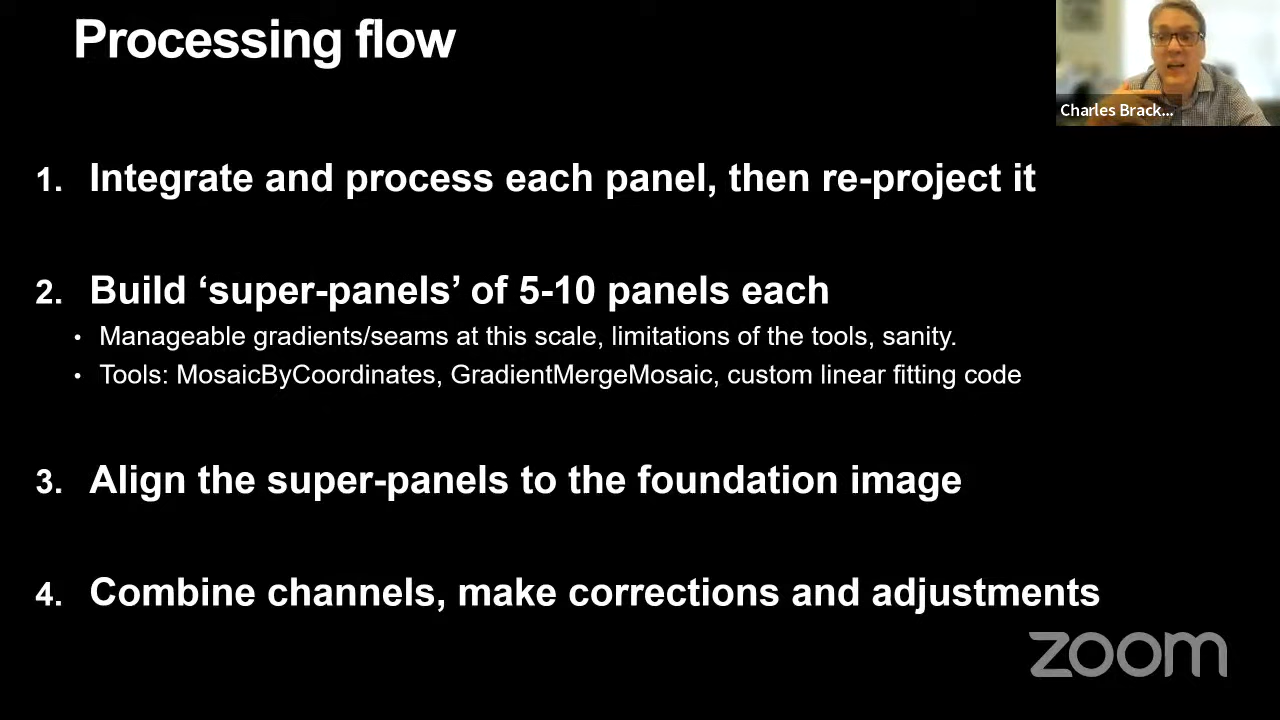 Processing flow
Charles Brack...
1. Integrate and process each panel, then re-project it
2. Build ‘super-panels’ of 5-10 panels each
• Manageable gradients/seams at this scale, limitations of the tools, sanity.
• Tools: MosaicByCoordinates, GradientMergeMosaic, custom linear fitting code
3. Align the super-panels to the foundation image
4. Combine channels, make corrections and adjustments
zoom